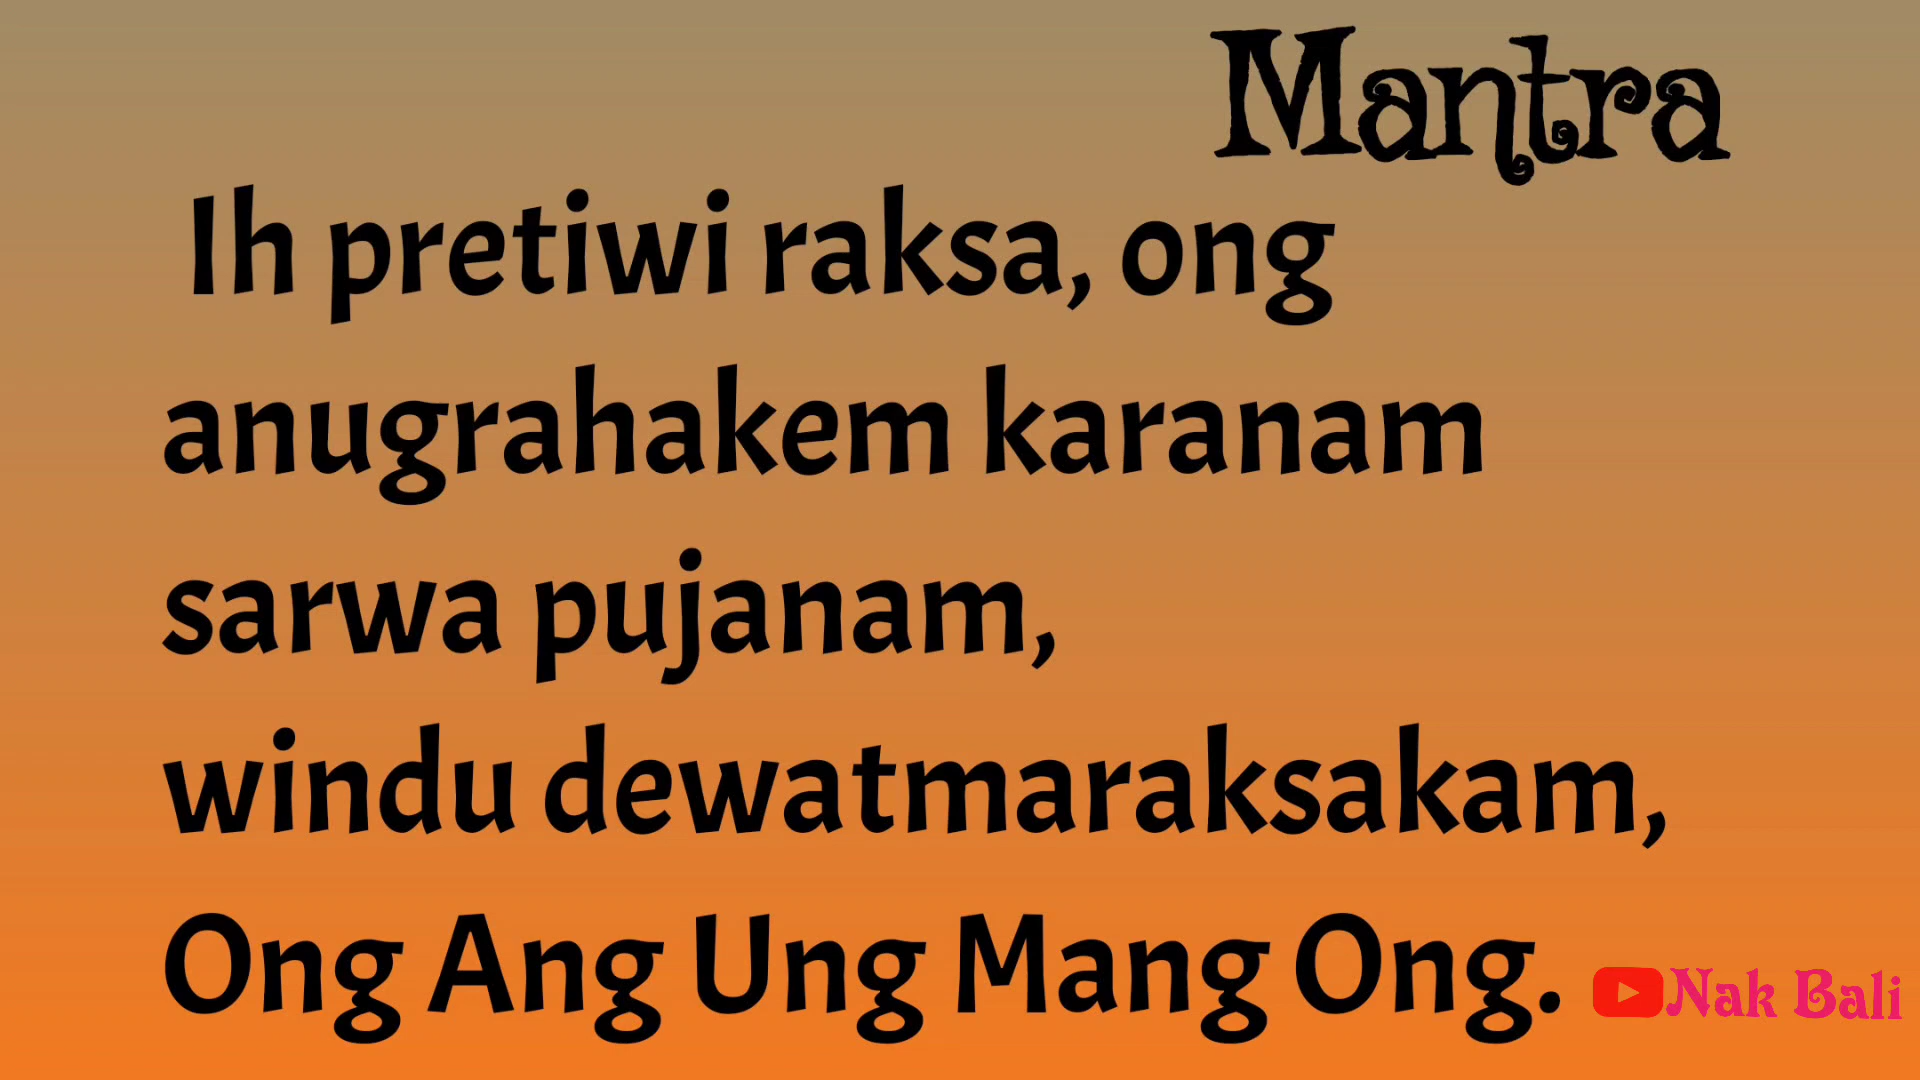 Mantra
Ih pretiwi raksa, ong
anugrahakem karanam
sarwa pujanam,
windu dewatmaraksakam,
Ong Ang Ung Mang Ong.
Nak Bali